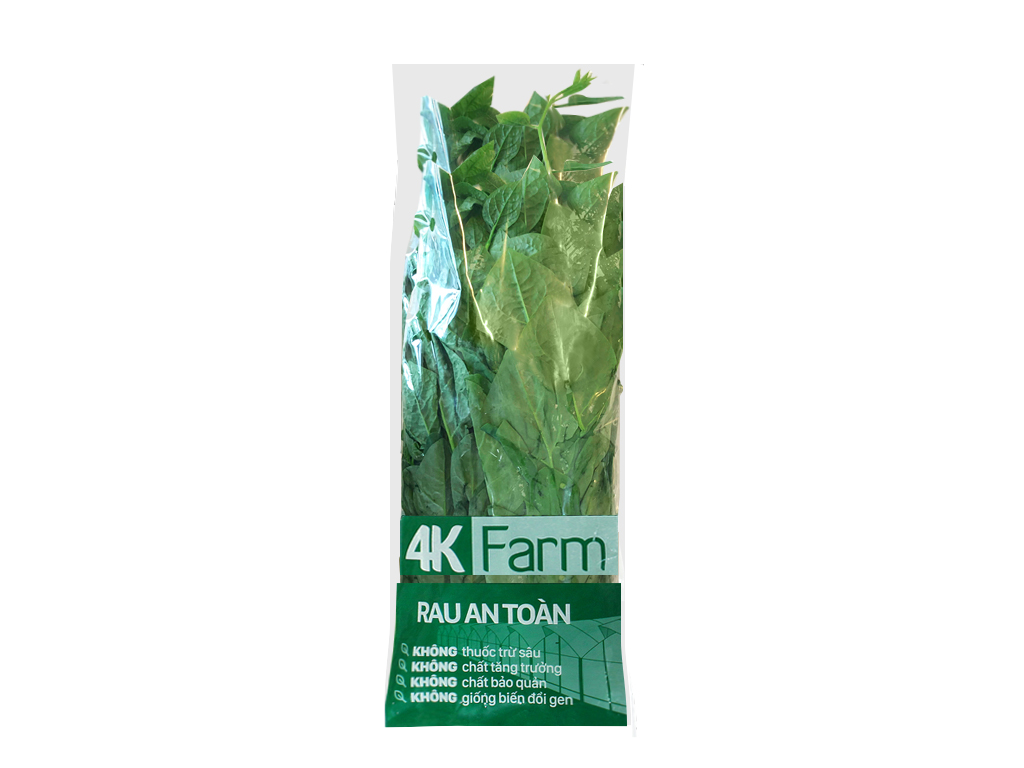 4K Farm
RAU AN TOÀN
KHÔNG thuốc trừ sâu
KHÔNG chất tăng trưởng
KHÔNG chất bảo quản
KHÔNG giống biến đổi gen